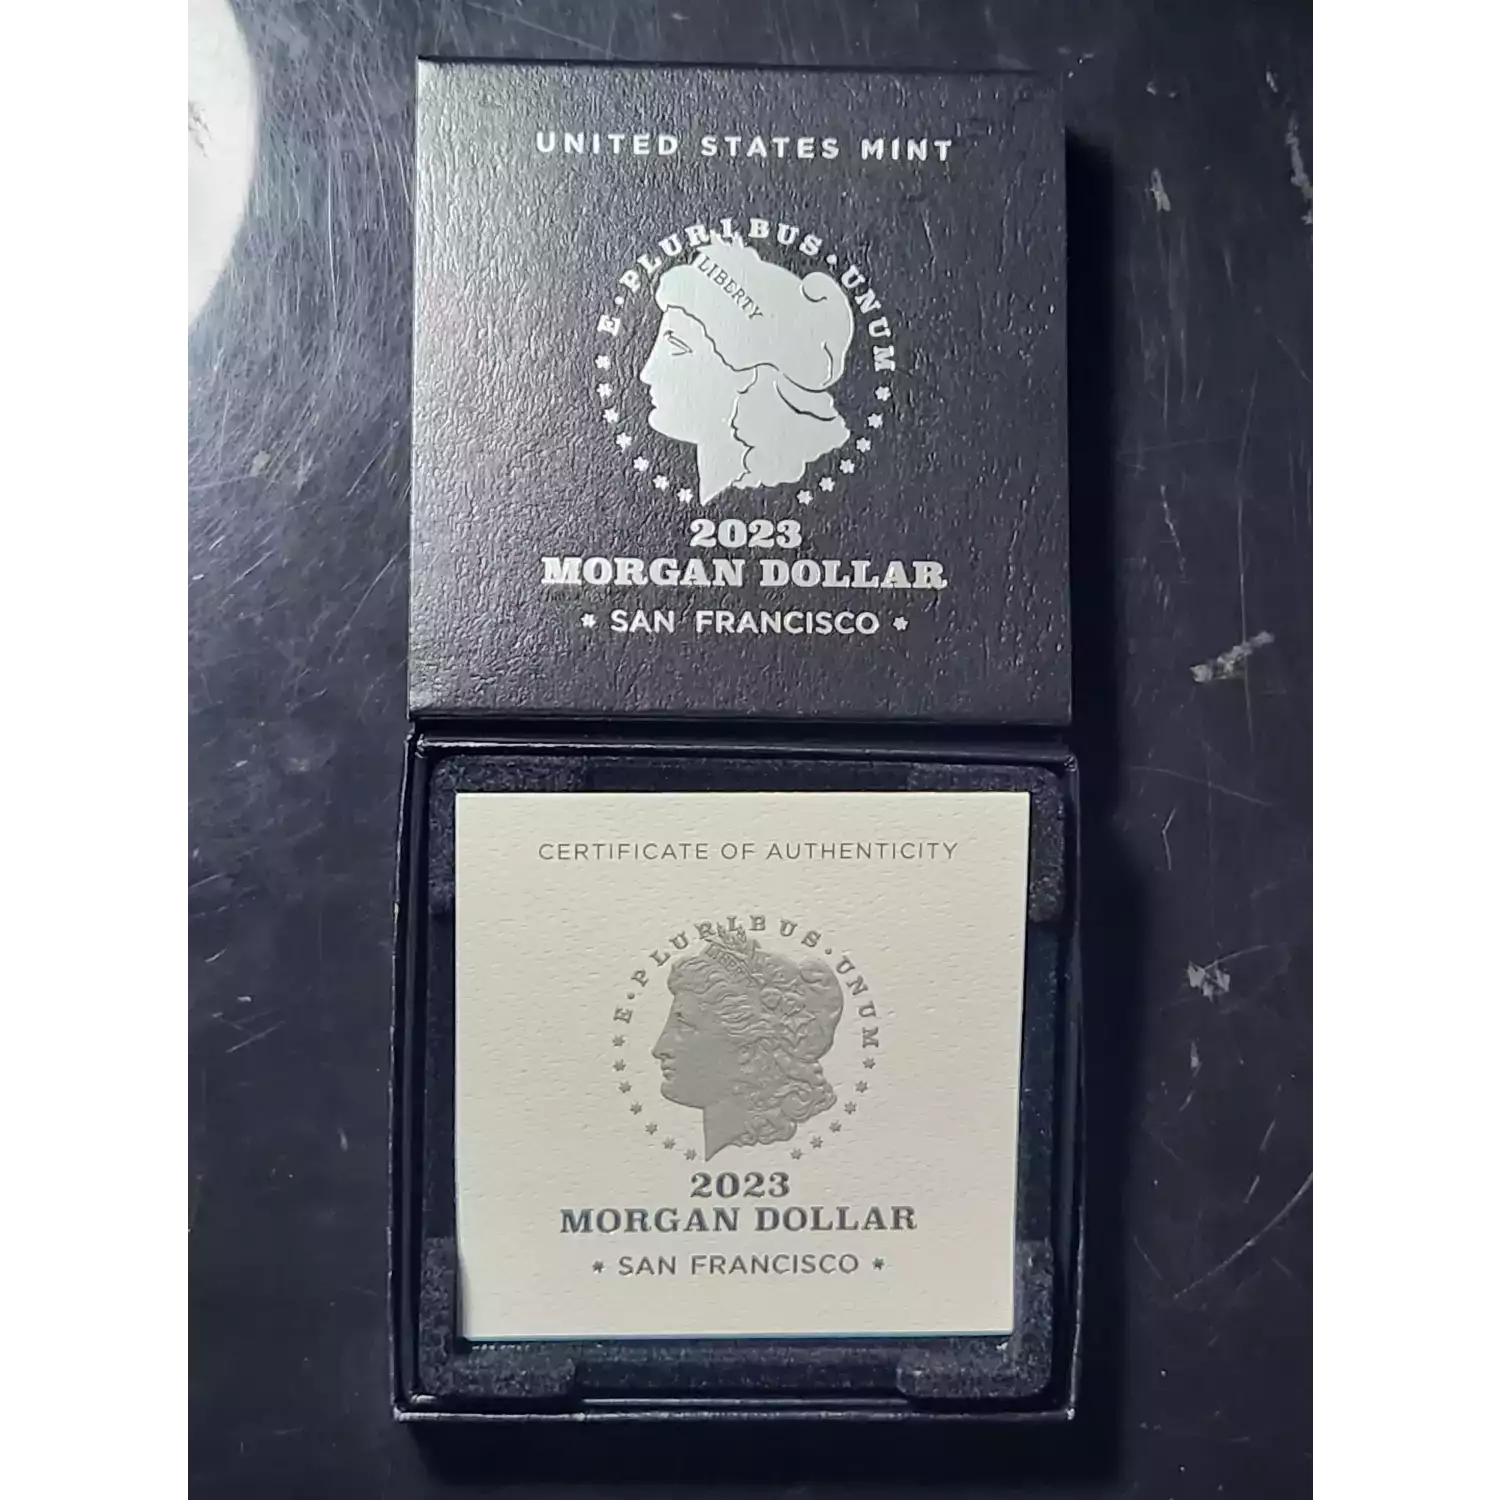 UNITED STATES MINT
E · PLURIBUS · UNUM
LIBERTY
2023
MORGAN DOLLAR
* SAN FRANCISCO *
CERTIFICATE OF AUTHENTICITY
E · PLURIBUS · UNUM
LIBERTY
2023
MORGAN DOLLAR
* SAN FRANCISCO *